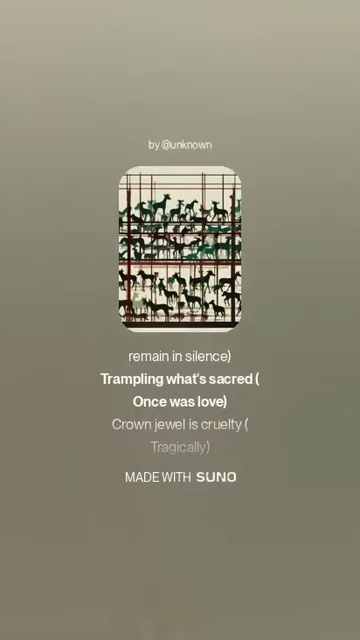 by @unknown
remain in silence)
Trampling what's sacred (
Once was love)
Crown jewel is cruelty (
Tragically)
MADE WITH SUNO